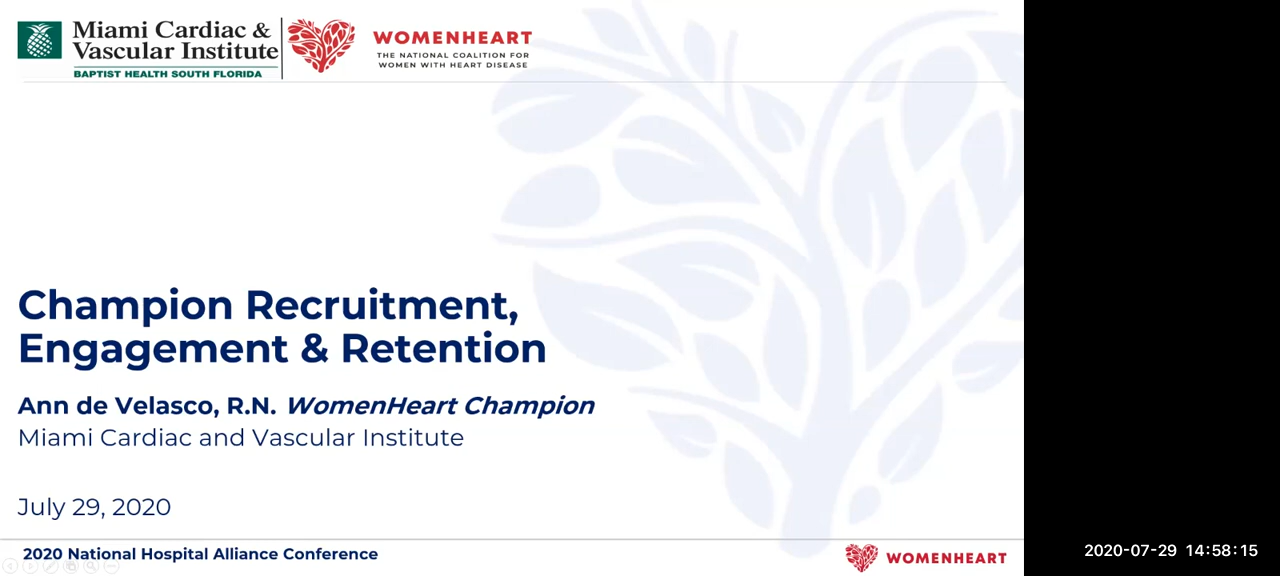 Miami Cardiac &
Vascular Institute
BAPTIST HEALTH SOUTH FLORIDA
WOMENHEART
THE NATIONAL COALITION FOR
WOMEN WITH HEART DISEASE
Champion Recruitment,
Engagement & Retention
Ann de Velasco, R.N. WomenHeart Champion
Miami Cardiac and Vascular Institute
July 29, 2020
2020 National Hospital Alliance Conference
WOMENHEART
2020-07-29 14:58:15